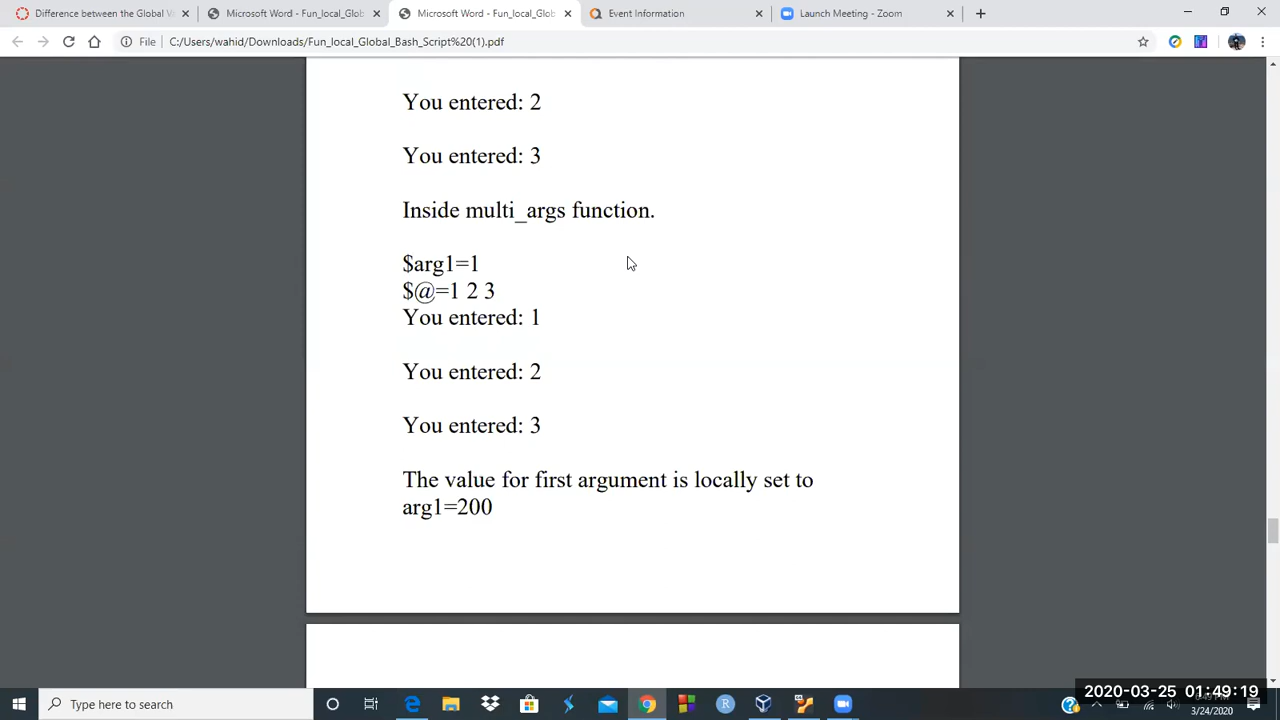 Difference between the Global V
Microsoft Word - Fun_local_Glob
Microsoft Word - Fun_local_Glob
Event Information
Launch Meeting - Zoom
File
C:/Users/wahid/Downloads/Fun_local_Global_Bash_Script%20(1).pdf
You entered: 2
You entered: 3
Inside multi_args function.
$arg1=1
$@=1 2 3
You entered: 1
You entered: 2
You entered: 3
The value for first argument is locally set to
arg1=200
Type here to search
2020-03-25 01:49:19
3/24/2020